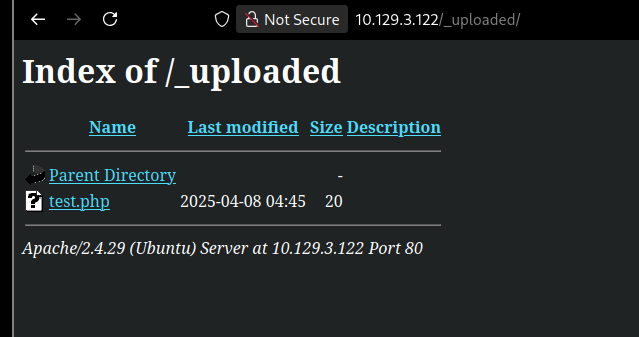 Not Secure 10.129.3.122/_uploaded/
Index of /_uploaded
Name Last modified Size Description
Parent Directory -
? test.php 2025-04-08 04:45 20
Apache/2.4.29 (Ubuntu) Server at 10.129.3.122 Port 80